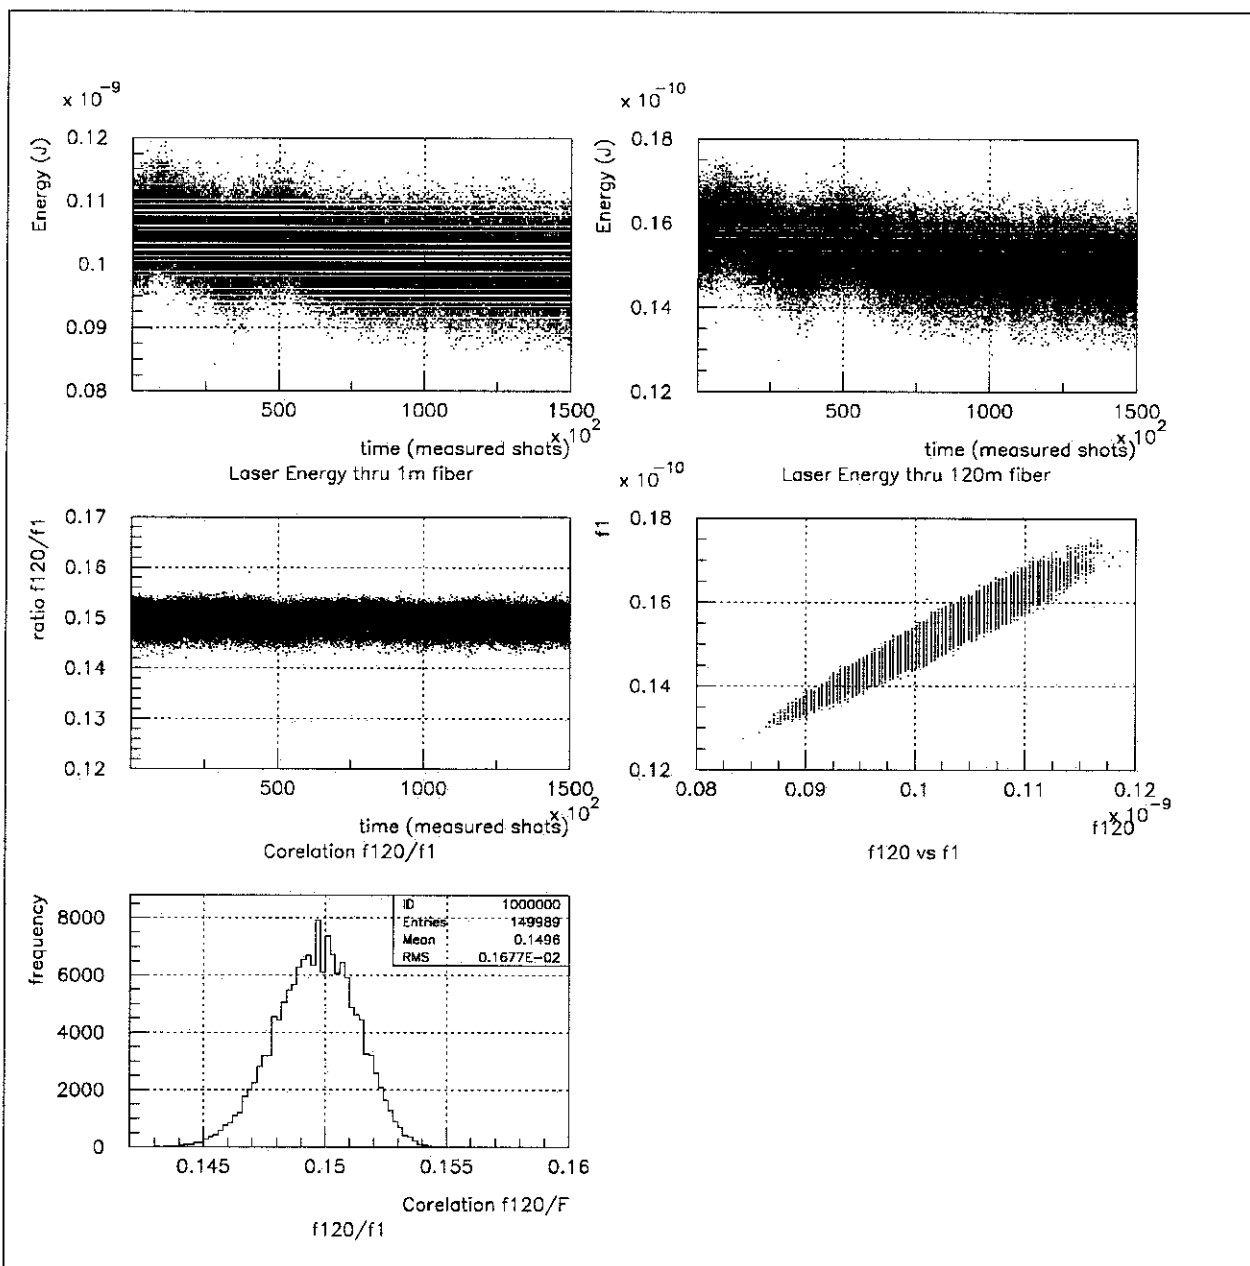 x 10-9
Energy (J)
0.12
0.11
0.1
0.09
0.08
500
1000
1500
x 102
time (measured shots)
Laser Energy thru 1m fiber
x 10-10
Energy (J)
0.18
0.16
0.14
0.12
500
1000
1500
x 102
time (measured shots)
Laser Energy thru 120m fiber
ratio f120/f1
0.17
0.16
0.15
0.14
0.13
0.12
500
1000
1500
x 102
time (measured shots)
Corelation f120/f1
x 10-10
f1
0.18
0.16
0.14
0.12
0.08
0.09
0.1
0.11
0.12
x 10-9
f120
f120 vs f1
frequency
8000
6000
4000
2000
0
ID 1000000
Entries 149989
Mean 0.1496
RMS 0.1677E-02
0.145
0.15
0.155
0.16
Corelation f120/F
f120/f1